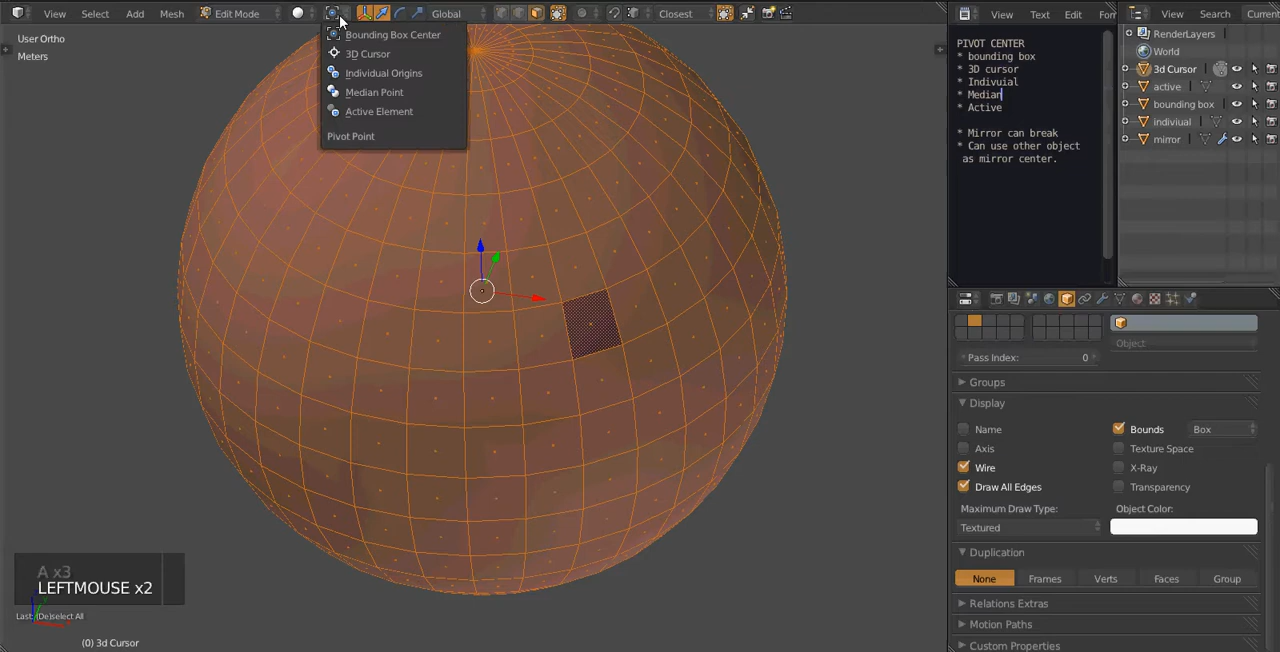 View Select Add Mesh Edit Mode Global Closest
User Ortho
Meters
Bounding Box Center
3D Cursor
Individual Origins
Median Point
Active Element
Pivot Point
A x3
LEFTMOUSE x2
Last: (De)select All
(0) 3d Cursor
View Text Edit For
PIVOT CENTER
* bounding box
* 3D cursor
* Indivuial
* Median
* Active
* Mirror can break
* Can use other object
as mirror center.
View Search Current
RenderLayers
World
3d Cursor
active
bounding box
indiviual
mirror
Object
Pass Index: 0
Groups
Display
Name Bounds Box
Axis Texture Space
Wire X-Ray
Draw All Edges Transparency
Maximum Draw Type: Object Color:
Textured
Duplication
None Frames Verts Faces Group
Relations Extras
Motion Paths
Custom Properties